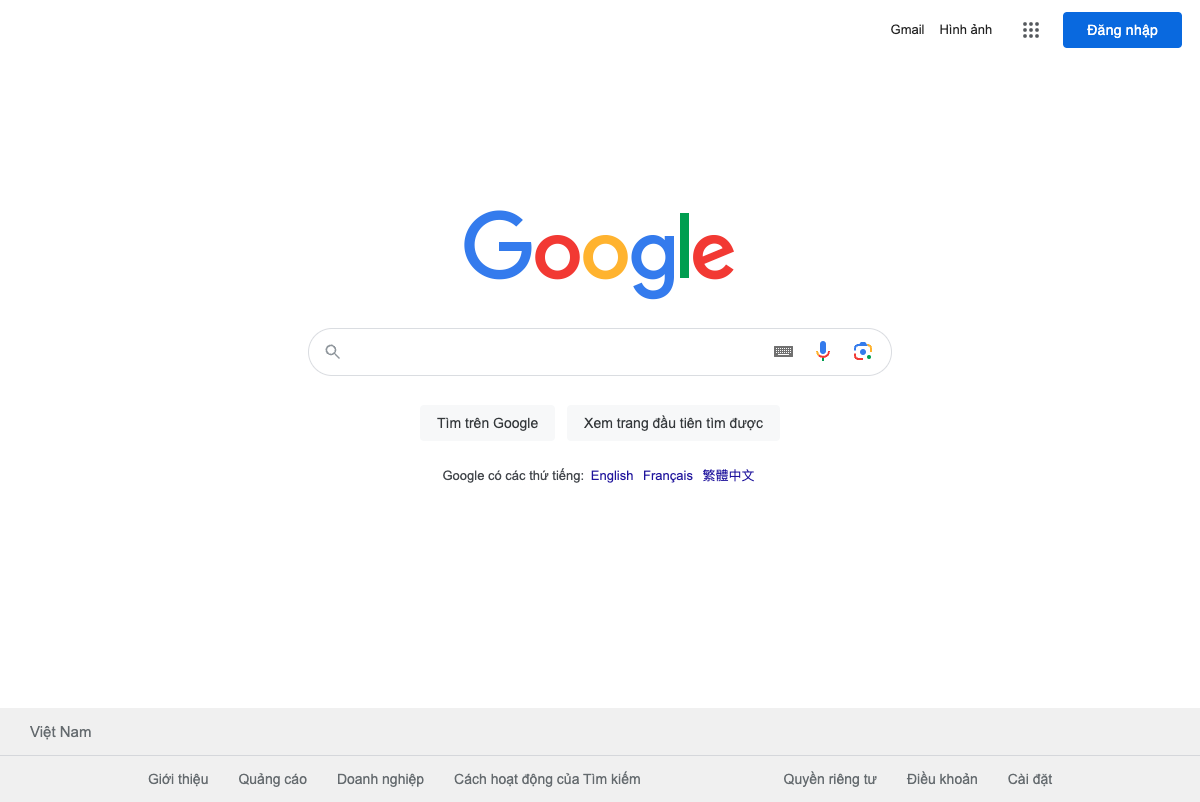 Gmail Hình ảnh Đăng nhập
Google
Tìm trên Google Xem trang đầu tiên tìm được
Google có các thứ tiếng: English Français 繁體中文
Việt Nam
Giới thiệu Quảng cáo Doanh nghiệp Cách hoạt động của Tìm kiếm Quyền riêng tư Điều khoản Cài đặt